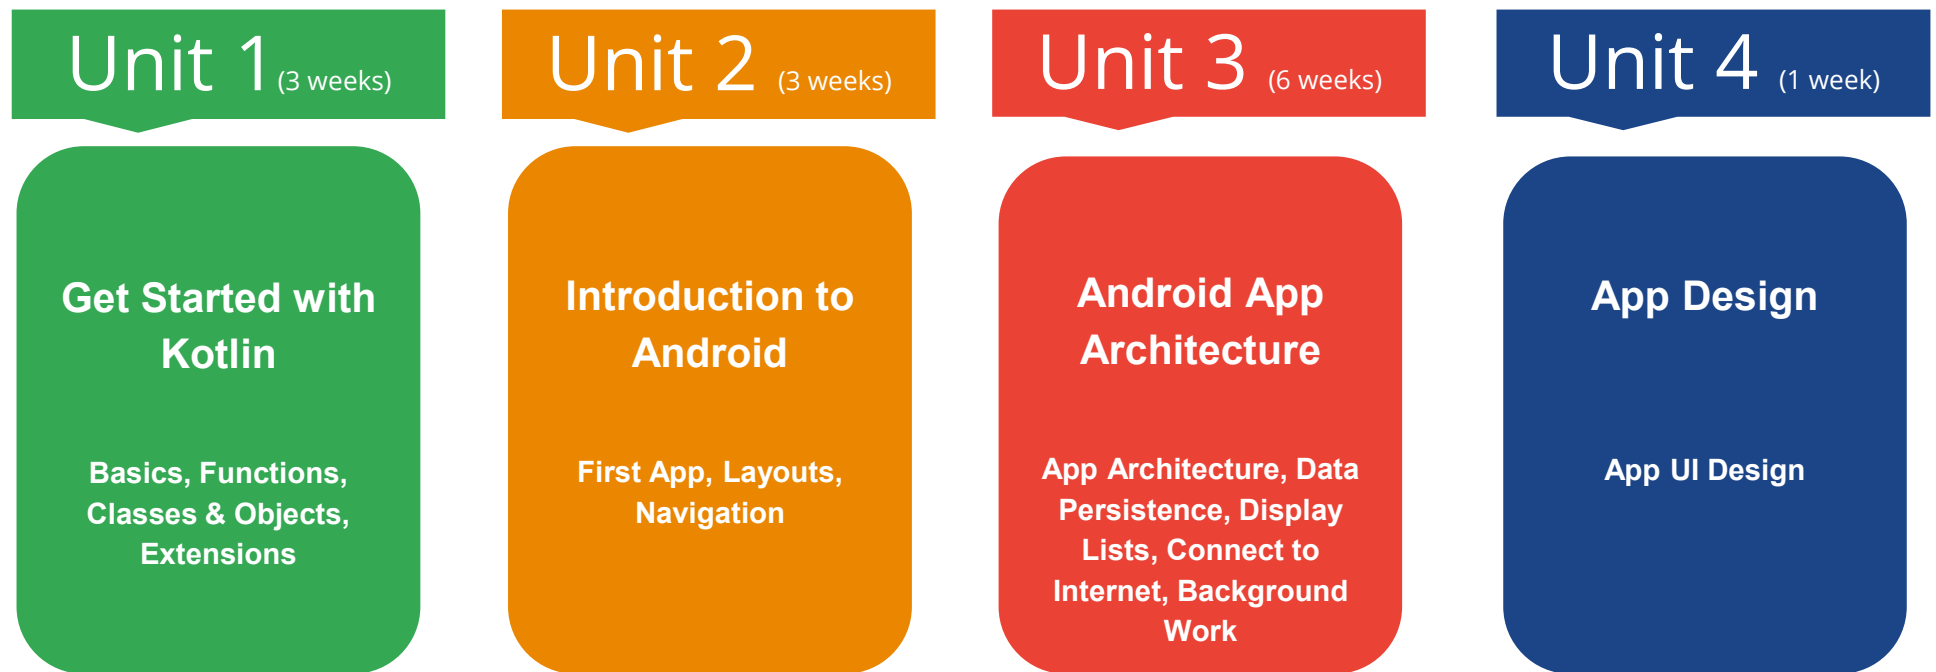 Unit 1 (3 weeks)
Get Started with
Kotlin
Basics, Functions,
Classes & Objects,
Extensions
Unit 2 (3 weeks)
Introduction to
Android
First App, Layouts,
Navigation
Unit 3 (6 weeks)
Android App
Architecture
App Architecture, Data
Persistence, Display
Lists, Connect to
Internet, Background
Work
Unit 4 (1 week)
App Design
App UI Design